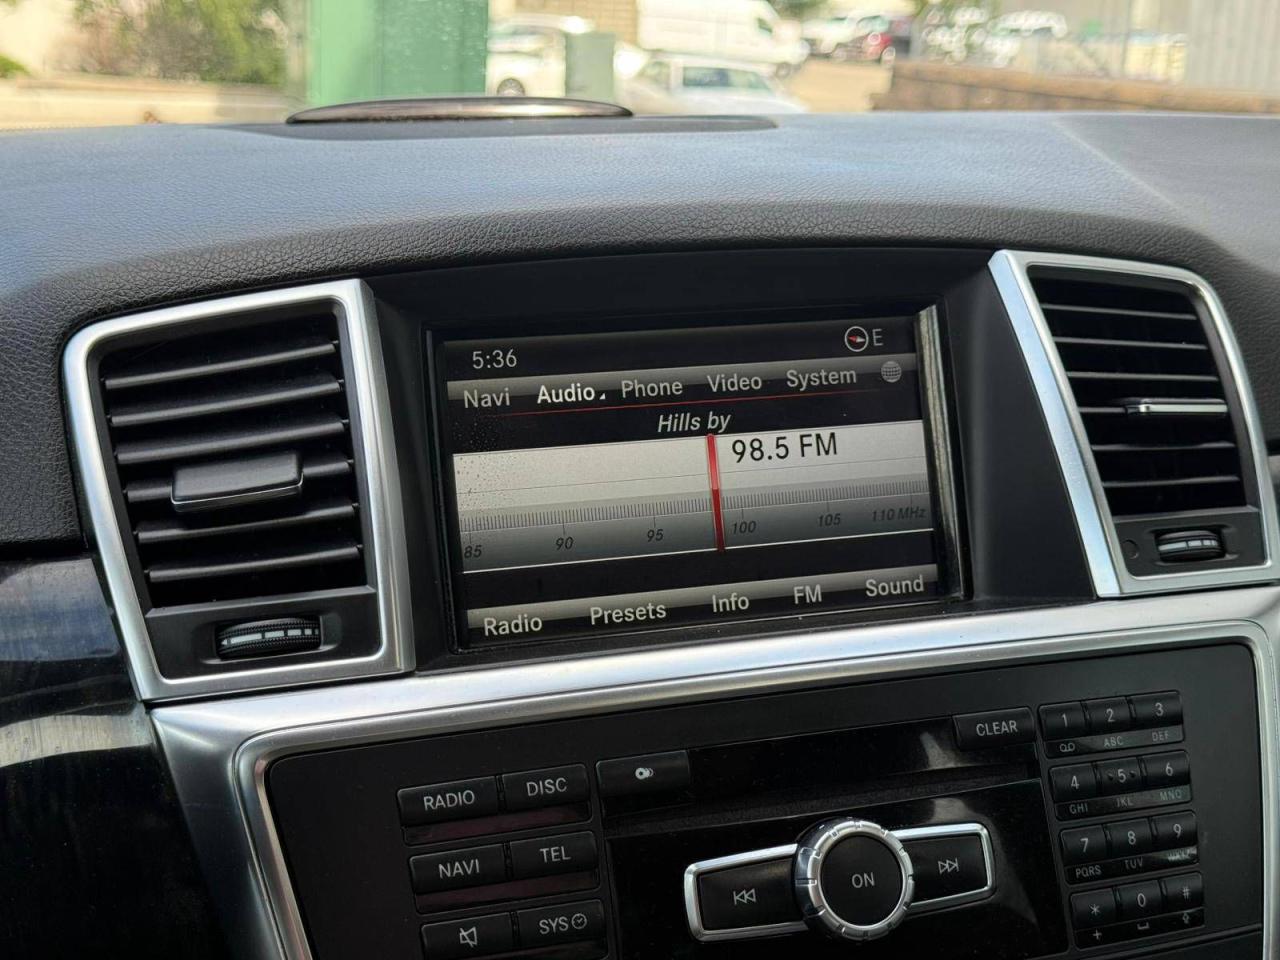 5:36 E
Navi Audio Phone Video System
Hills by
98.5 FM
85 90 95 100 105 110 MHz
Radio Presets Info FM Sound
CLEAR
RADIO DISC
NAVI TEL
SYS
ON
1 2 3
ABC DEF
4 5 6
GHI JKL MNO
7 8 9
PQRS TUV
* 0 #
+